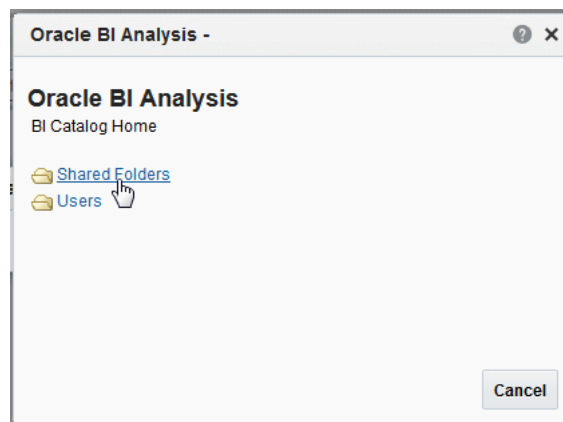 Oracle BI Analysis -
Oracle BI Analysis
BI Catalog Home
Shared Folders
Users
Cancel